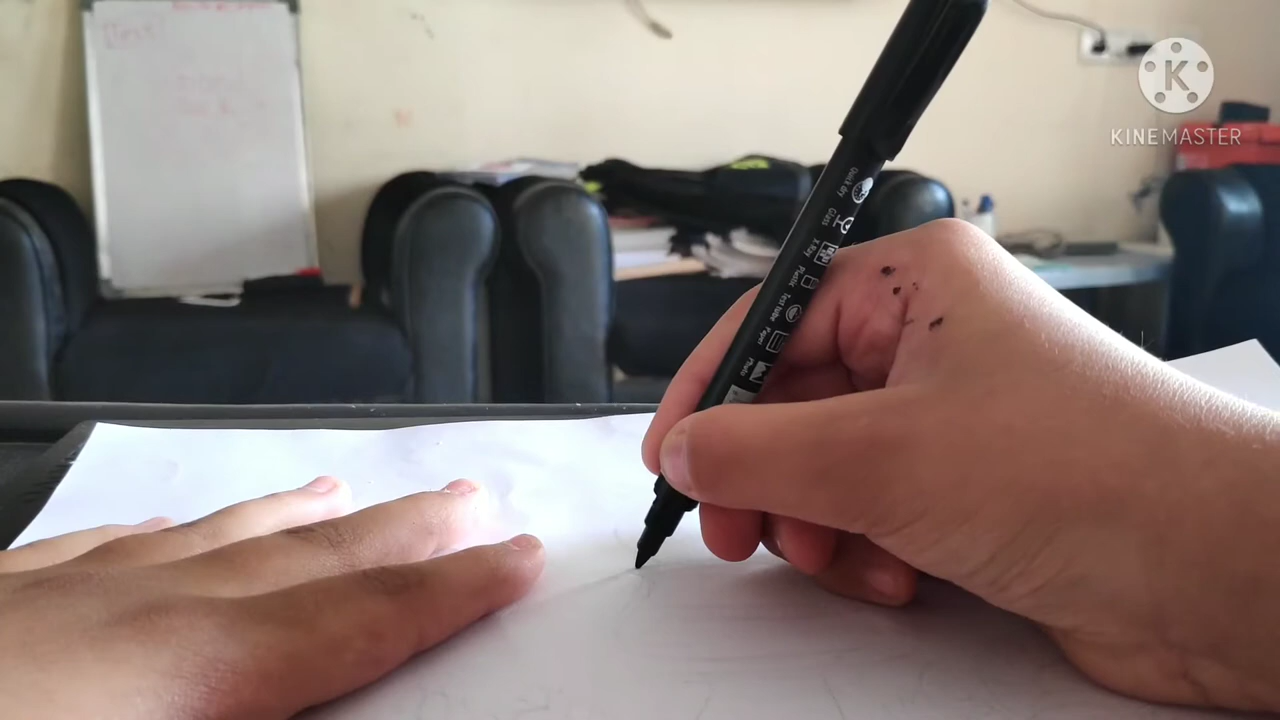 K
KINEMASTER
Quick dry
Glass
X.Ray
Plastic
Test tube
Paper
Photo